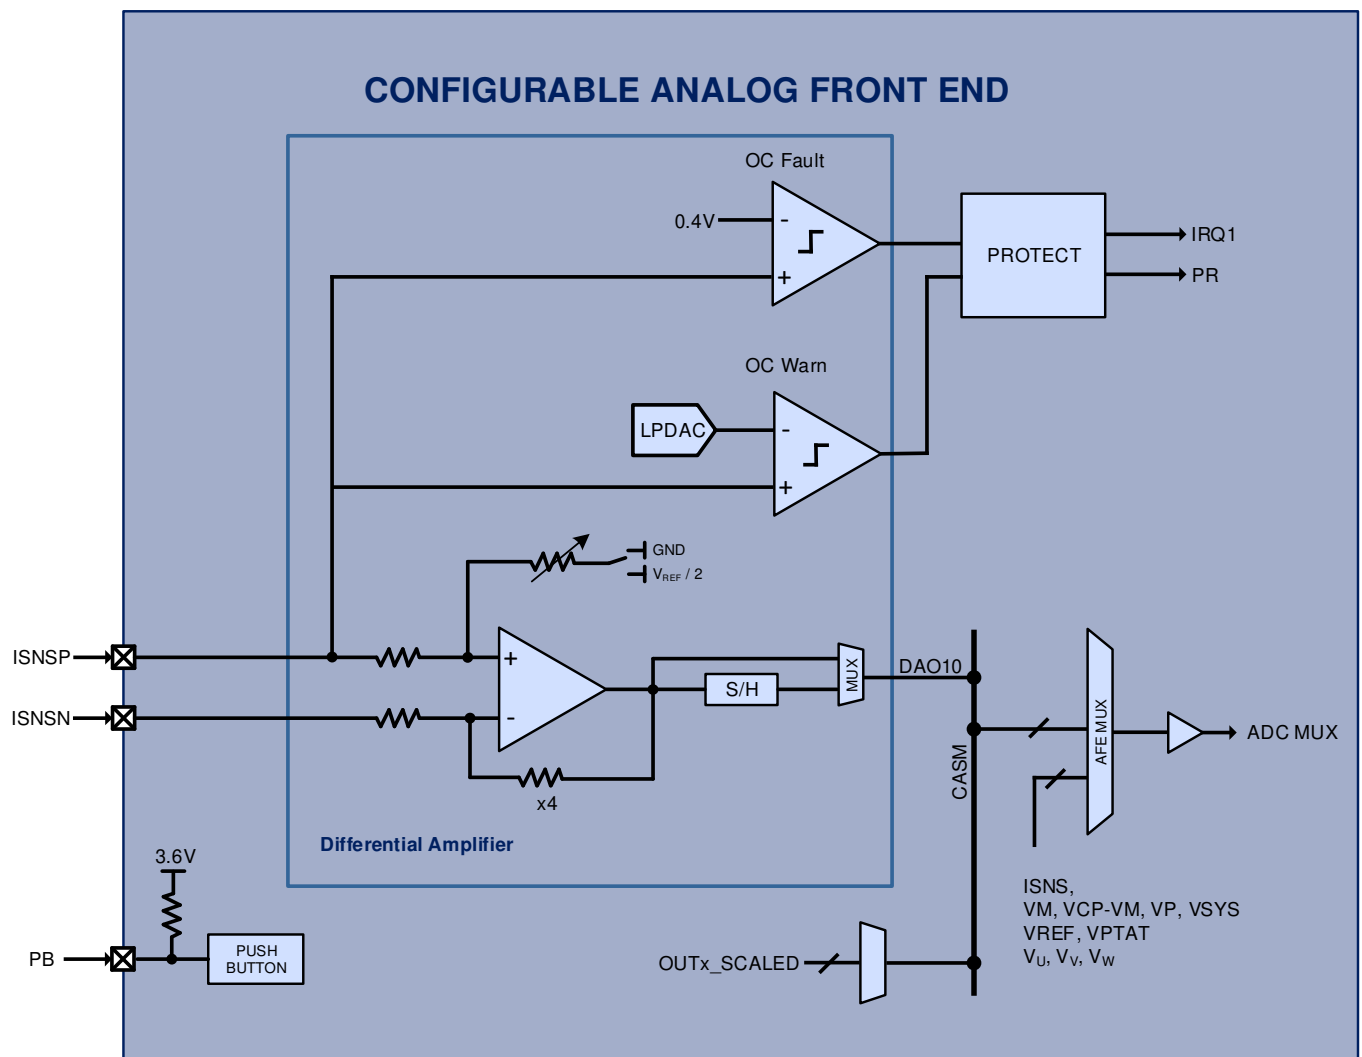 CONFIGURABLE ANALOG FRONT END
OC Fault
0.4V
-
+
PROTECT
IRQ1
PR
OC Warn
LPDAC
-
+
GND
VREF / 2
ISNSP
+
S/H
MUX
DAO10
ISNSN
-
x4
CASM
AFE MUX
ADC MUX
Differential Amplifier
3.6V
PB
PUSH
BUTTON
OUTx_SCALED
ISNS,
VM, VCP-VM, VP, VSYS
VREF, VPTAT
VU, VV, VW